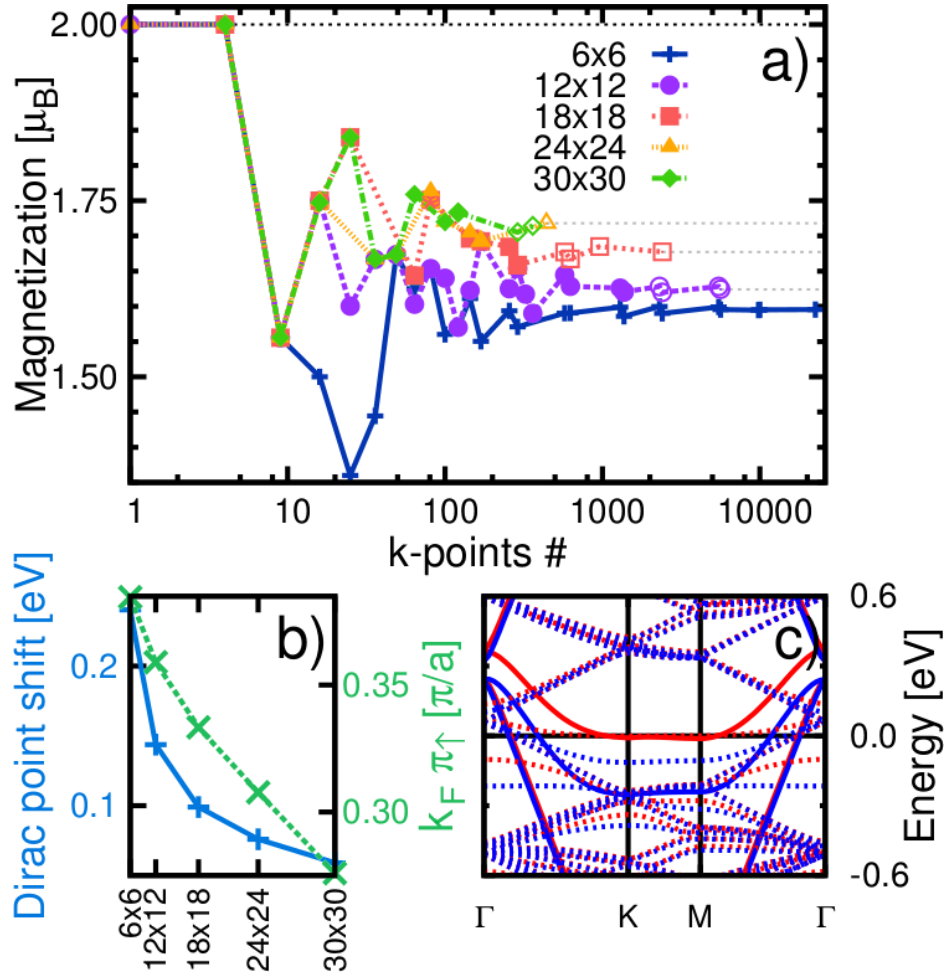 2.00
1.75
1.50
Magnetization [μB]
a)
6x6
12x12
18x18
24x24
30x30
1
10
100
1000
10000
k-points #
Dirac point shift [eV]
0.2
0.1
b)
0.35
0.30
kF π↑ [π/a]
6x6
12x12
18x18
24x24
30x30
c)
0.6
0.0
-0.6
Energy [eV]
Γ
K
M
Γ